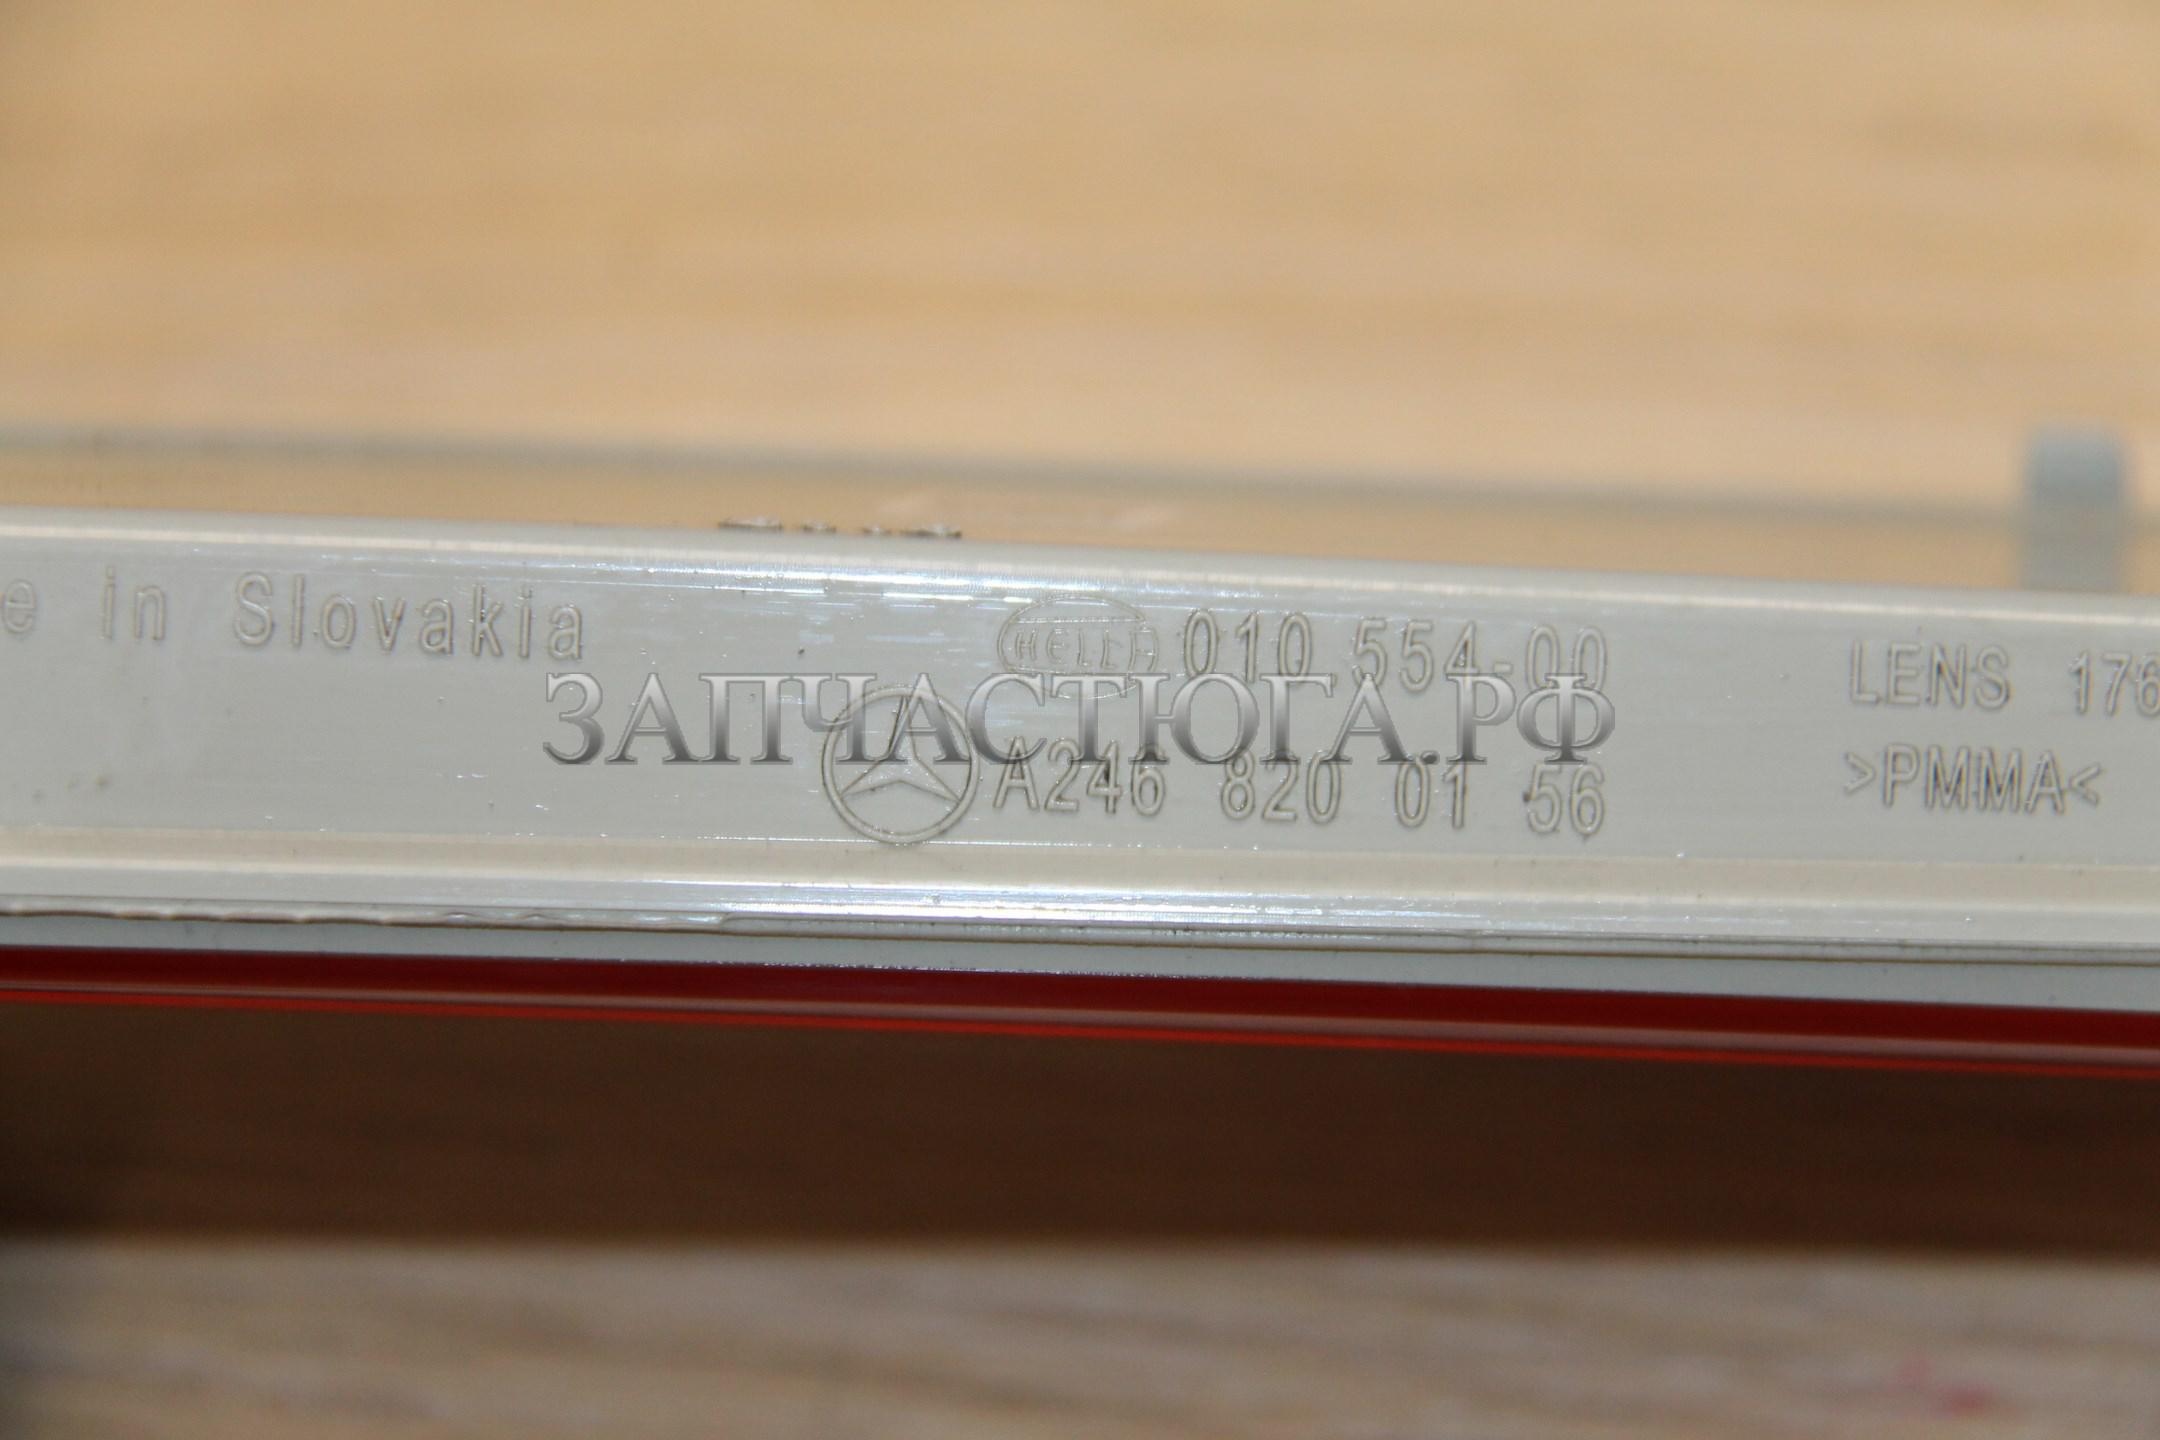 e in Slovakia
HELLA 010.554-00
LENS 176
ЗАПЧАСТЮГА.РФ
A246 820 01 56
>PMMA<